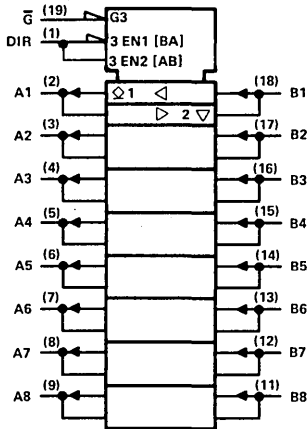 G̅ (19) G3
DIR (1) 3 EN1 [BA]
3 EN2 [AB]
A1 (2) ◇ 1 ◁ (18) B1
▷ 2 ▽
A2 (3) (17) B2
A3 (4) (16) B3
A4 (5) (15) B4
A5 (6) (14) B5
A6 (7) (13) B6
A7 (8) (12) B7
A8 (9) (11) B8